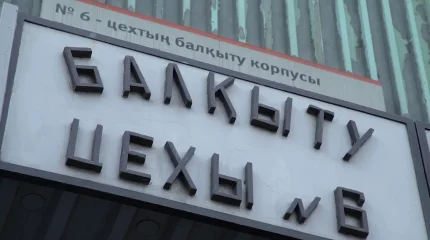 № 6 - цехтың балқыту корпусы
БАЛҚЫТУ
ЦЕХЫ №6